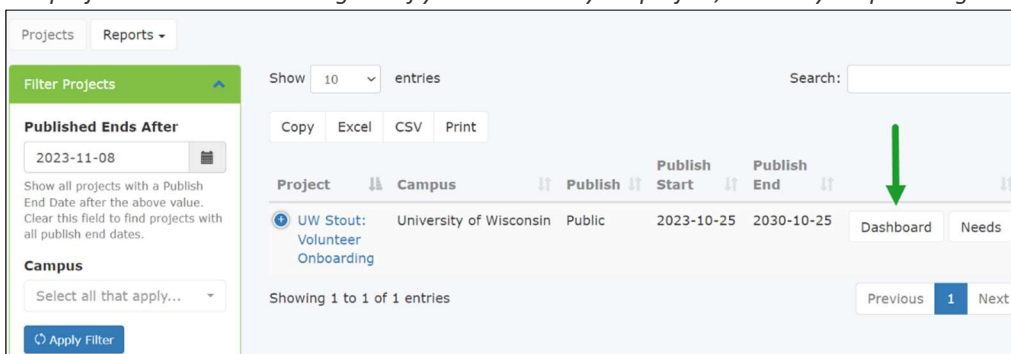 Projects Reports
Filter Projects
Published Ends After
2023-11-08
Show all projects with a Publish
End Date after the above value.
Clear this field to find projects with
all publish end dates.
Campus
Select all that apply...
Apply Filter
Show 10 entries
Search:
Copy Excel CSV Print
Project Campus Publish Publish Start Publish End
UW Stout: Volunteer Onboarding University of Wisconsin Public 2023-10-25 2030-10-25 Dashboard Needs
Showing 1 to 1 of 1 entries
Previous 1 Next